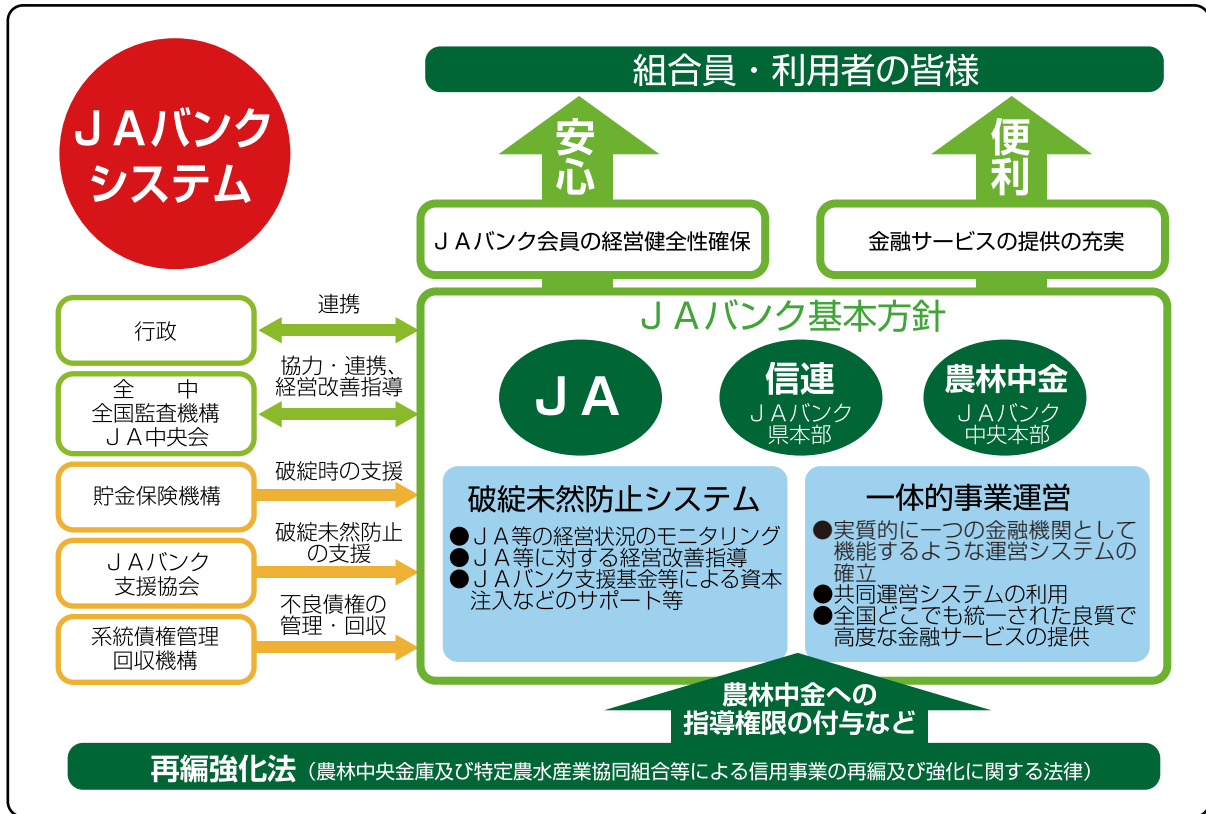 JAバンク
システム
組合員・利用者の皆様
安心
便利
JAバンク会員の経営健全性確保
金融サービスの提供の充実
行政
連携
全　中
全国監査機構
JA中央会
協力・連携、
経営改善指導
貯金保険機構
破綻時の支援
JAバンク
支援協会
破綻未然防止
の支援
系統債権管理
回収機構
不良債権の
管理・回収
JAバンク基本方針
JA
信連
JAバンク
県本部
農林中金
JAバンク
中央本部
破綻未然防止システム
●JA等の経営状況のモニタリング
●JA等に対する経営改善指導
●JAバンク支援基金等による資本
注入などのサポート等
一体的事業運営
●実質的に一つの金融機関として
機能するような運営システムの
確立
●共同運営システムの利用
●全国どこでも統一された良質で
高度な金融サービスの提供
農林中金への
指導権限の付与など
再編強化法（農林中央金庫及び特定農水産業協同組合等による信用事業の再編及び強化に関する法律）